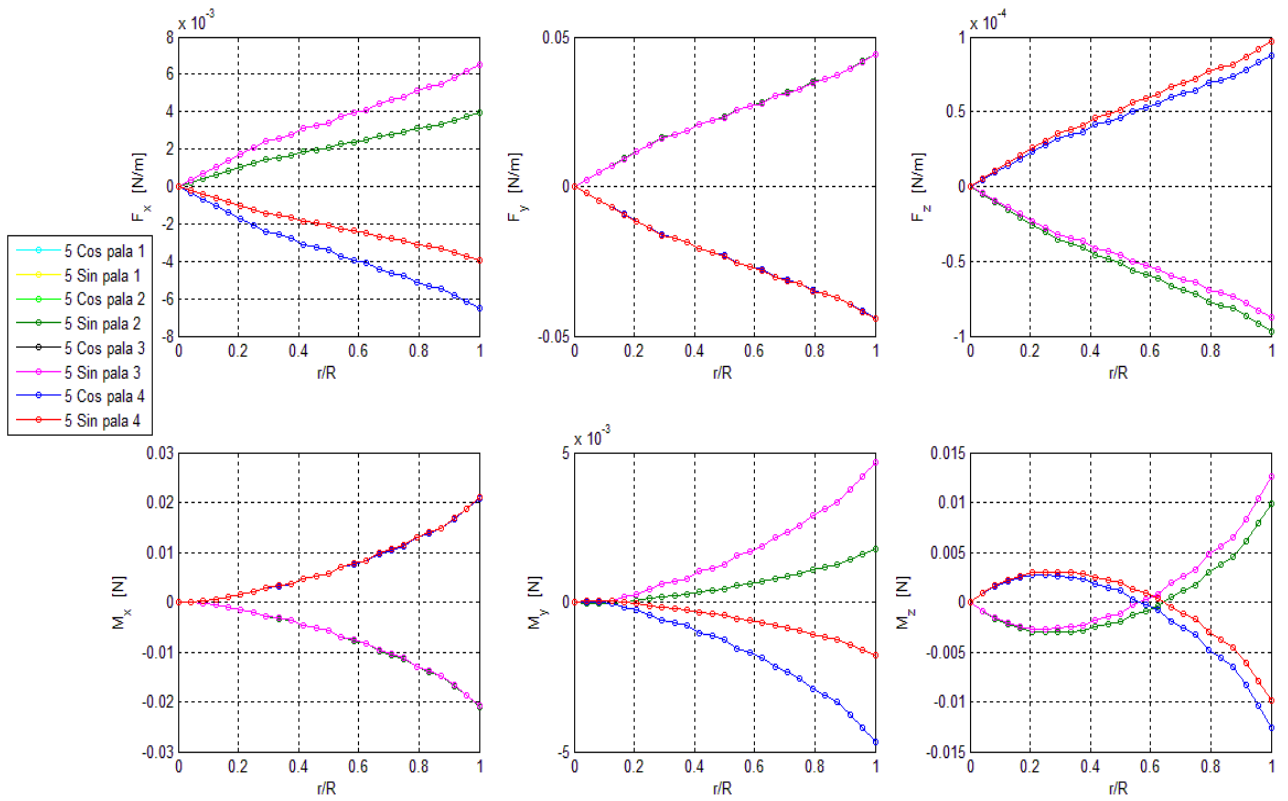 x 10^-3
8
6
4
2
0
-2
-4
-6
-8
F_x [N/m]
0 0.2 0.4 0.6 0.8 1
r/R
0.05
0
-0.05
F_y [N/m]
0 0.2 0.4 0.6 0.8 1
r/R
x 10^-4
1
0.5
0
-0.5
-1
F_z [N/m]
0 0.2 0.4 0.6 0.8 1
r/R
5 Cos pala 1
5 Sin pala 1
5 Cos pala 2
5 Sin pala 2
5 Cos pala 3
5 Sin pala 3
5 Cos pala 4
5 Sin pala 4
0.03
0.02
0.01
0
-0.01
-0.02
-0.03
M_x [N]
0 0.2 0.4 0.6 0.8 1
r/R
x 10^-3
5
0
-5
M_y [N]
0 0.2 0.4 0.6 0.8 1
r/R
0.015
0.01
0.005
0
-0.005
-0.01
-0.015
M_z [N]
0 0.2 0.4 0.6 0.8 1
r/R